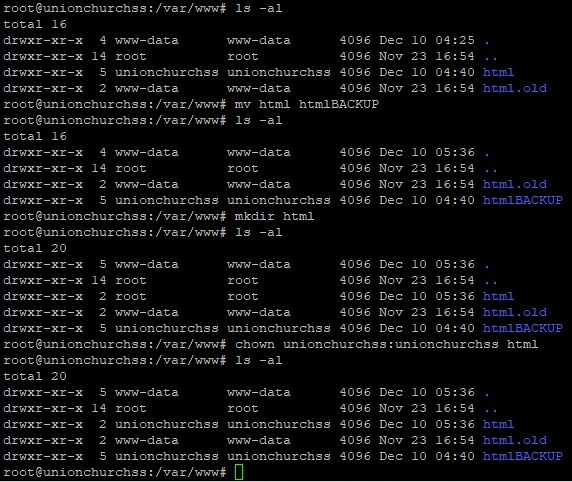 root@unionchurchss:/var/www# ls -al
total 16
drwxr-xr-x  4 www-data      www-data      4096 Dec 10 04:25 .
drwxr-xr-x 14 root          root          4096 Nov 23 16:54 ..
drwxr-xr-x  5 unionchurchss unionchurchss 4096 Dec 10 04:40 html
drwxr-xr-x  2 www-data      www-data      4096 Nov 23 16:54 html.old
root@unionchurchss:/var/www# mv html htmlBACKUP
root@unionchurchss:/var/www# ls -al
total 16
drwxr-xr-x  4 www-data      www-data      4096 Dec 10 05:36 .
drwxr-xr-x 14 root          root          4096 Nov 23 16:54 ..
drwxr-xr-x  2 www-data      www-data      4096 Nov 23 16:54 html.old
drwxr-xr-x  5 unionchurchss unionchurchss 4096 Dec 10 04:40 htmlBACKUP
root@unionchurchss:/var/www# mkdir html
root@unionchurchss:/var/www# ls -al
total 20
drwxr-xr-x  5 www-data      www-data      4096 Dec 10 05:36 .
drwxr-xr-x 14 root          root          4096 Nov 23 16:54 ..
drwxr-xr-x  2 root          root          4096 Dec 10 05:36 html
drwxr-xr-x  2 www-data      www-data      4096 Nov 23 16:54 html.old
drwxr-xr-x  5 unionchurchss unionchurchss 4096 Dec 10 04:40 htmlBACKUP
root@unionchurchss:/var/www# chown unionchurchss:unionchurchss html
root@unionchurchss:/var/www# ls -al
total 20
drwxr-xr-x  5 www-data      www-data      4096 Dec 10 05:36 .
drwxr-xr-x 14 root          root          4096 Nov 23 16:54 ..
drwxr-xr-x  2 unionchurchss unionchurchss 4096 Dec 10 05:36 html
drwxr-xr-x  2 www-data      www-data      4096 Nov 23 16:54 html.old
drwxr-xr-x  5 unionchurchss unionchurchss 4096 Dec 10 04:40 htmlBACKUP
root@unionchurchss:/var/www#